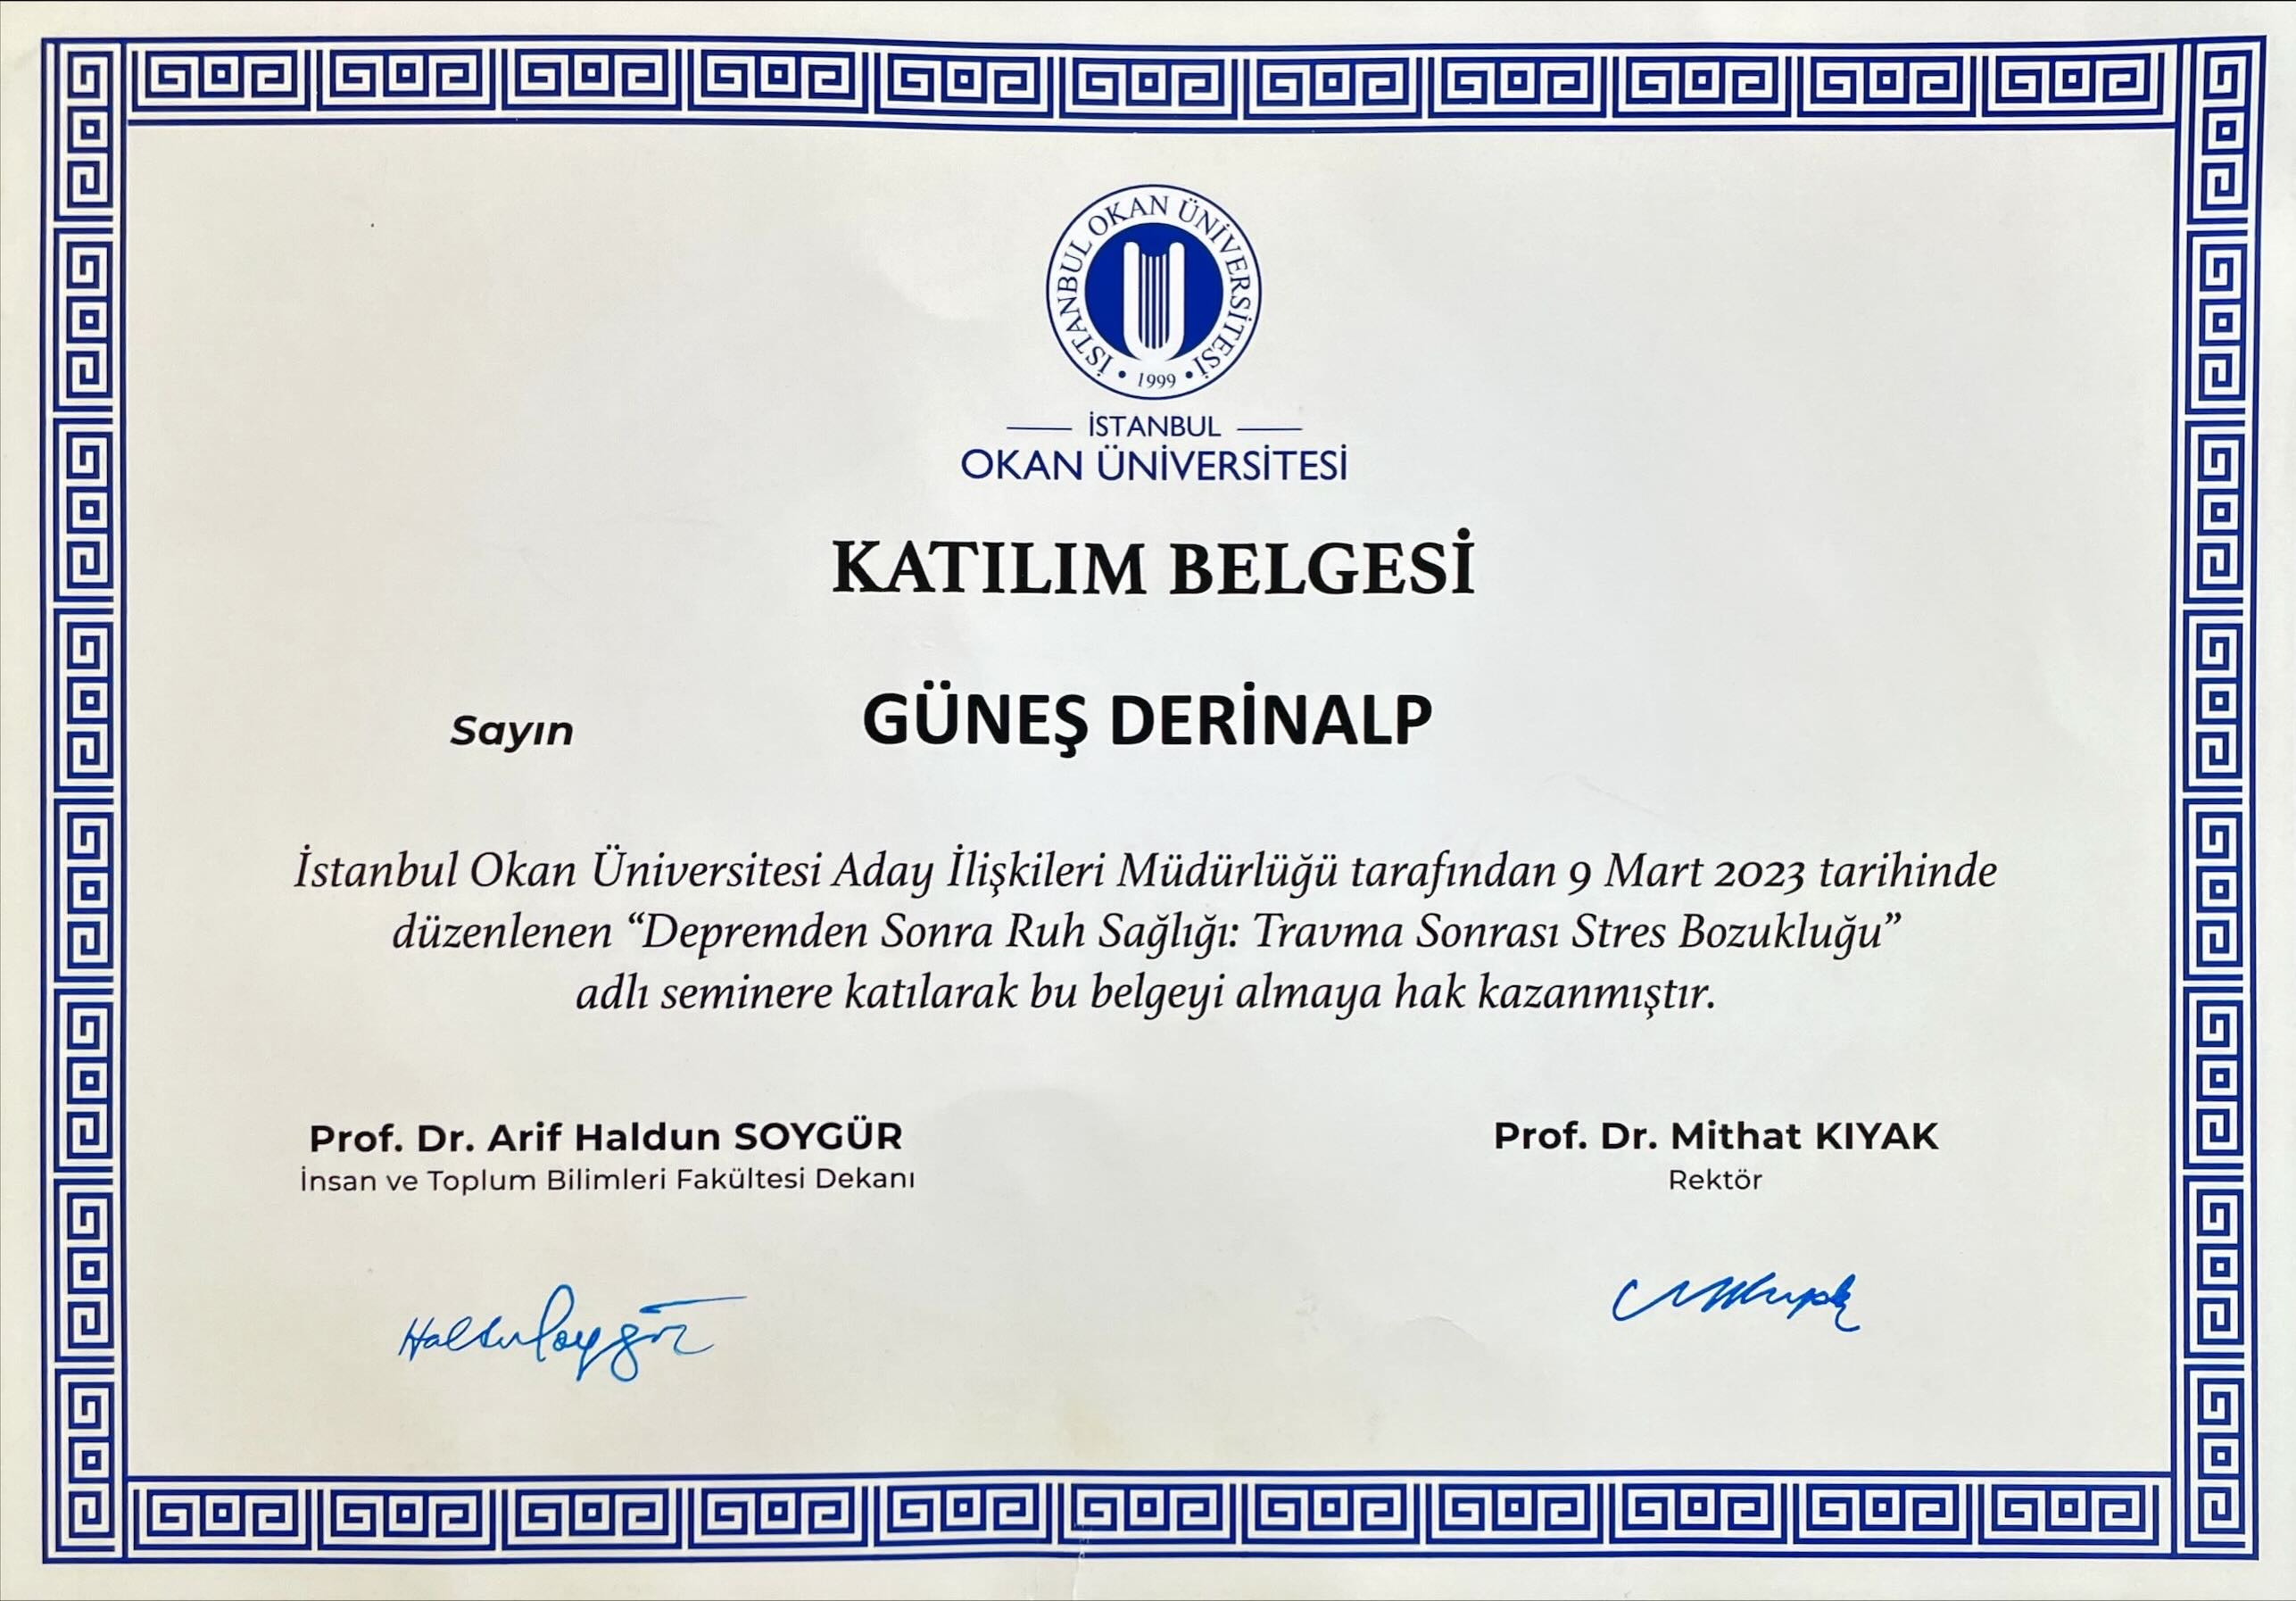 İSTANBUL OKAN ÜNİVERSİTESİ
1999
İSTANBUL
OKAN ÜNİVERSİTESİ
KATILIM BELGESİ
Sayın GÜNEŞ DERİNALP
İstanbul Okan Üniversitesi Aday İlişkileri Müdürlüğü tarafından 9 Mart 2023 tarihinde
düzenlenen “Depremden Sonra Ruh Sağlığı: Travma Sonrası Stres Bozukluğu”
adlı seminere katılarak bu belgeyi almaya hak kazanmıştır.
Prof. Dr. Arif Haldun SOYGÜR
İnsan ve Toplum Bilimleri Fakültesi Dekanı
Prof. Dr. Mithat KIYAK
Rektör